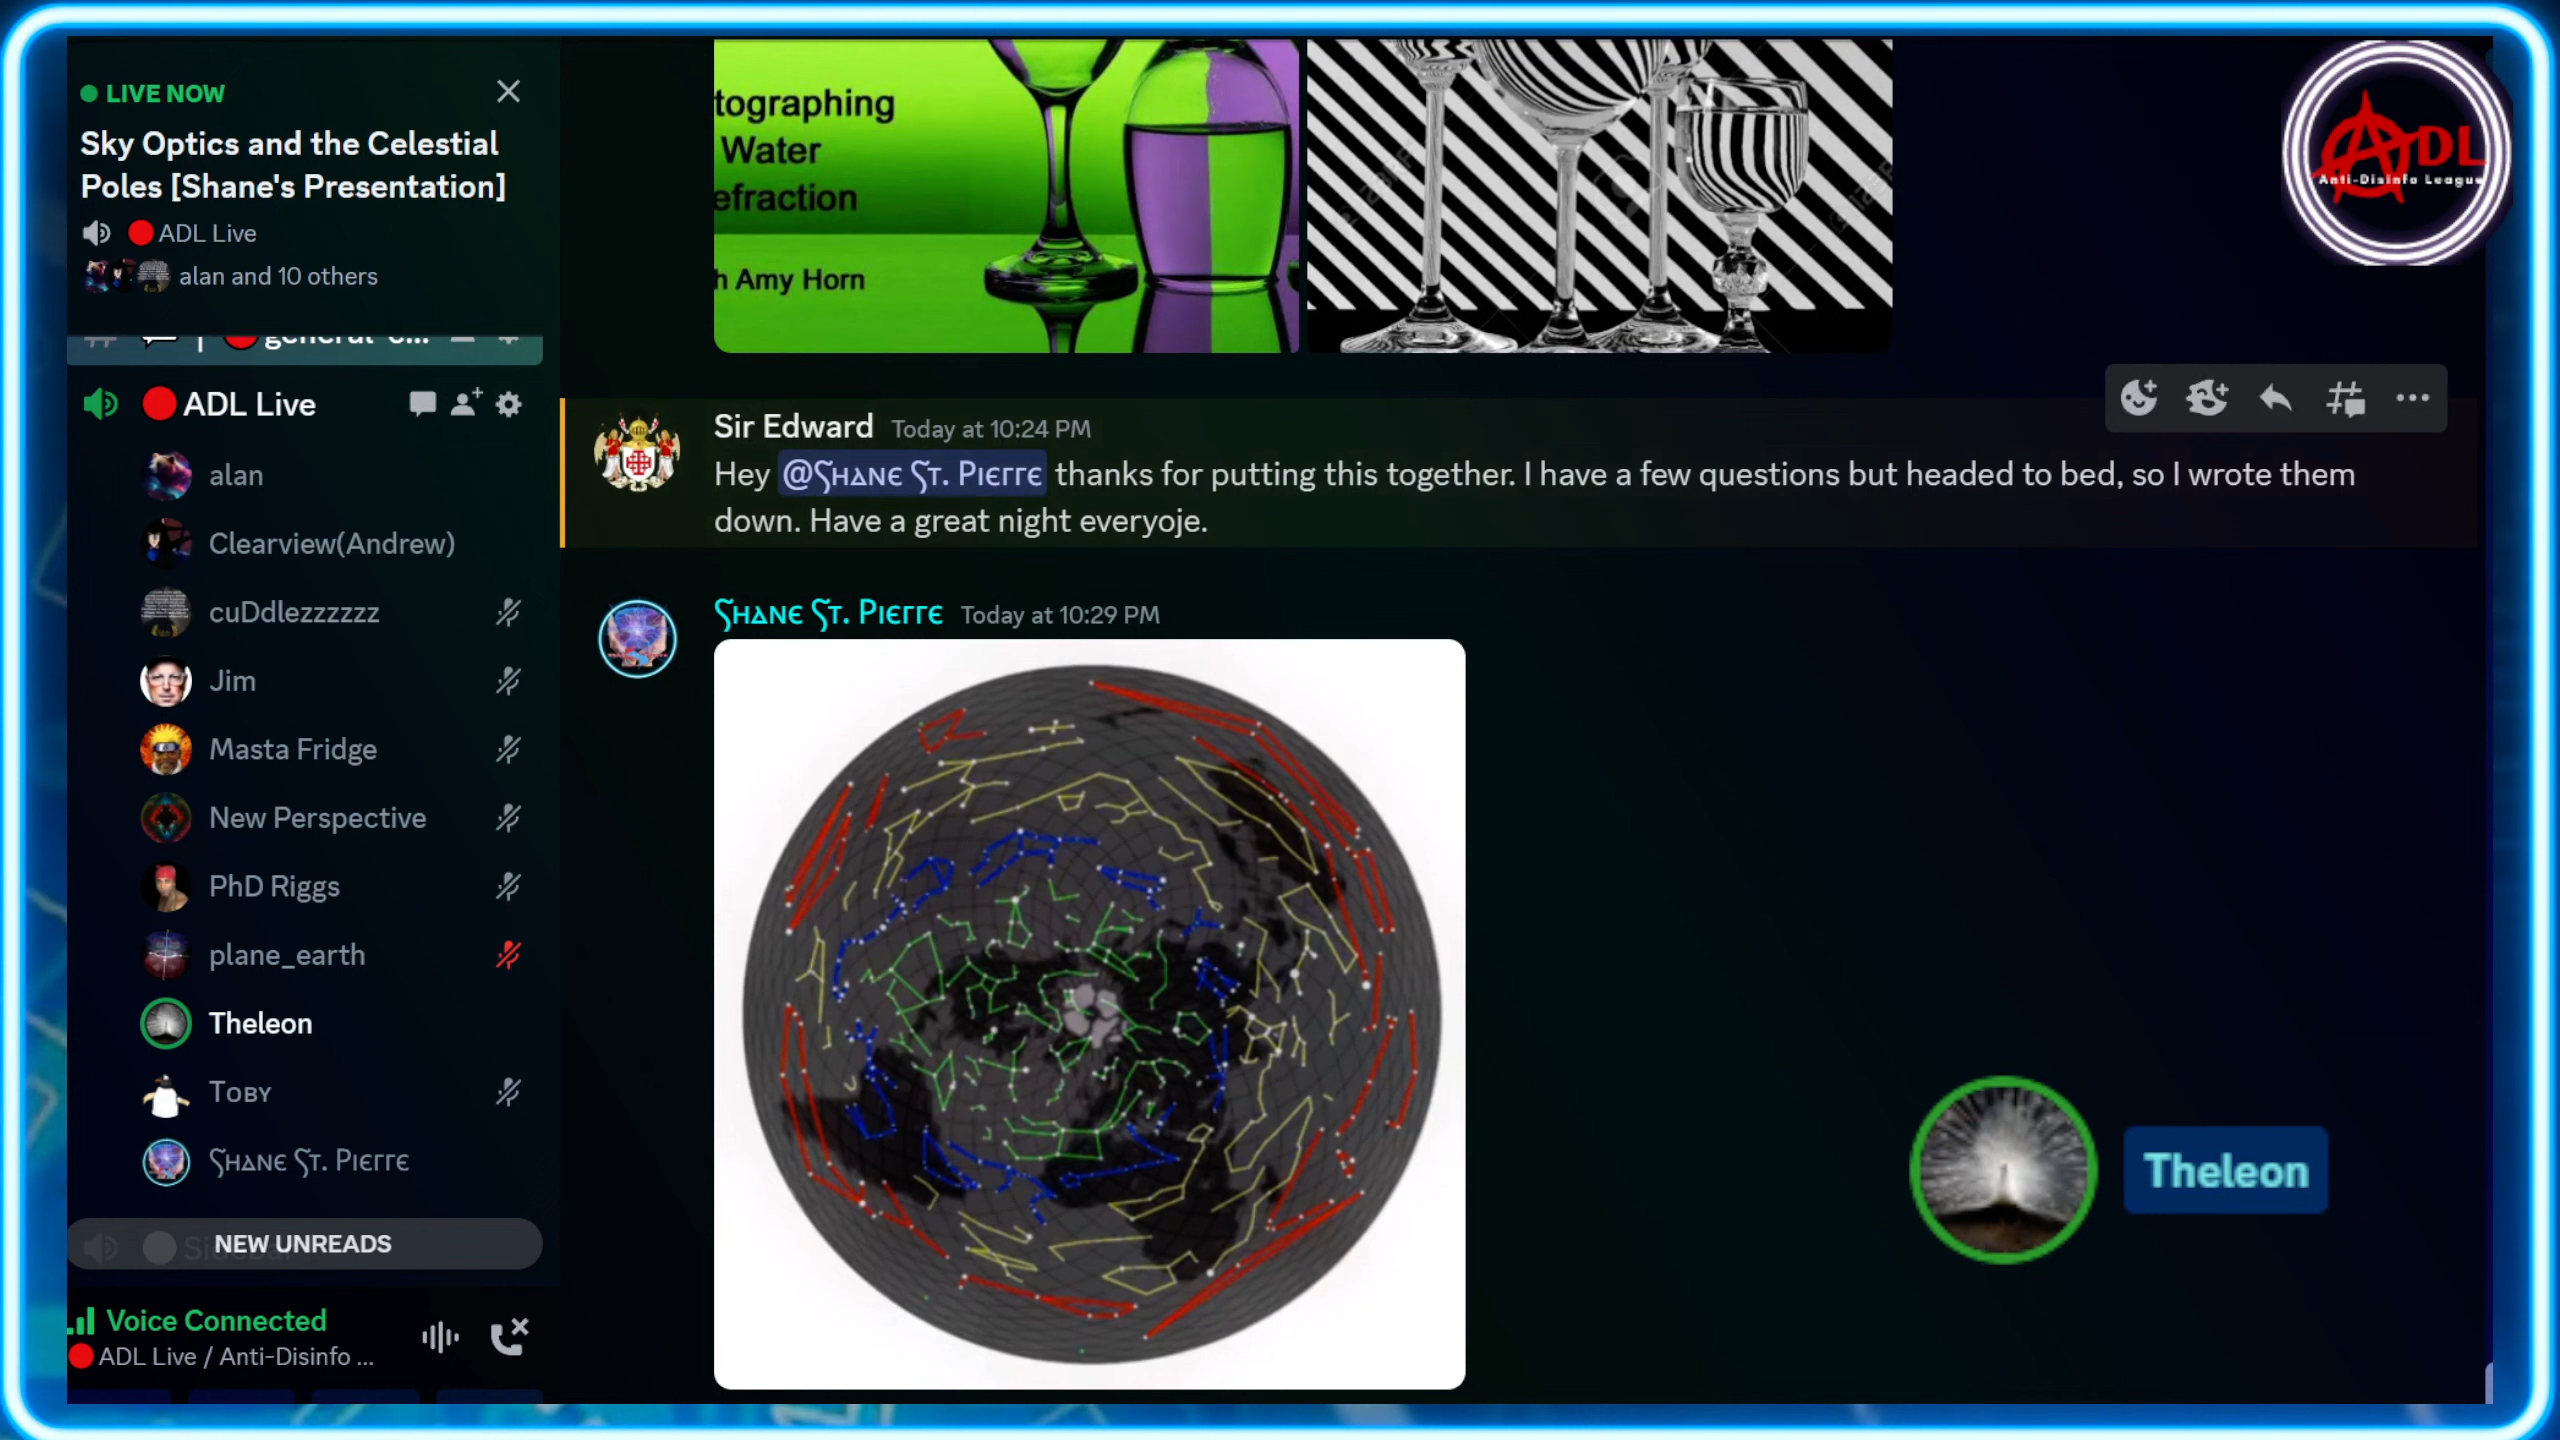 LIVE NOW
Sky Optics and the Celestial
Poles [Shane's Presentation]
ADL Live
alan and 10 others
ADL Live
alan
Clearview(Andrew)
cuDdlezzzzzz
Jim
Masta Fridge
New Perspective
PhD Riggs
plane_earth
Theleon
Toby
Shane St. Pierre
NEW UNREADS
Voice Connected
ADL Live / Anti-Disinfo ...
tographing
Water
efraction
h Amy Horn
ADL
Anti-Disinfo League
Sir Edward Today at 10:24 PM
Hey @Shane St. Pierre thanks for putting this together. I have a few questions but headed to bed, so I wrote them
down. Have a great night everyoje.
Shane St. Pierre Today at 10:29 PM
Theleon